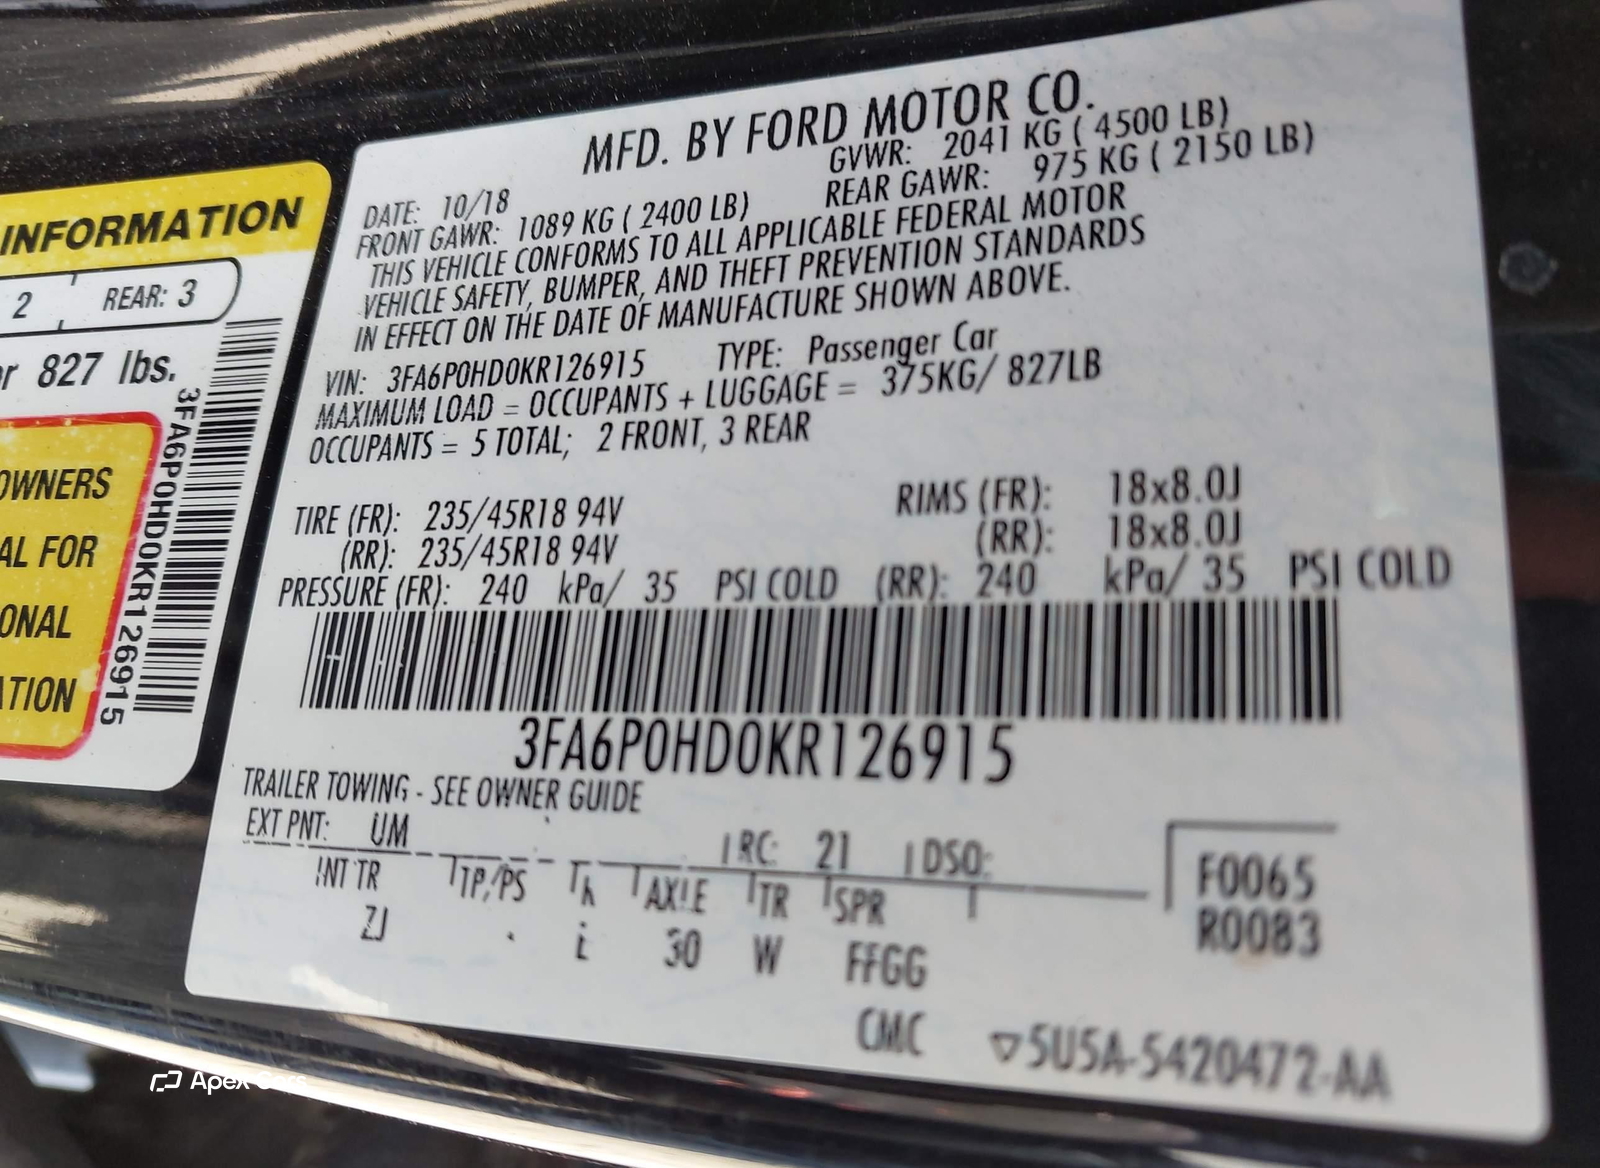 INFORMATION
2 REAR: 3
827 lbs.
OWNERS
FOR
3FA6P0HD0KR126915
MFD. BY FORD MOTOR CO.
DATE: 10/18 GVWR: 2041 KG ( 4500 LB)
FRONT GAWR: 1089 KG ( 2400 LB) REAR GAWR: 975 KG ( 2150 LB)
THIS VEHICLE CONFORMS TO ALL APPLICABLE FEDERAL MOTOR
VEHICLE SAFETY, BUMPER, AND THEFT PREVENTION STANDARDS
IN EFFECT ON THE DATE OF MANUFACTURE SHOWN ABOVE.
VIN: 3FA6P0HD0KR126915 TYPE: Passenger Car
MAXIMUM LOAD = OCCUPANTS + LUGGAGE = 375KG/ 827LB
OCCUPANTS = 5 TOTAL; 2 FRONT, 3 REAR
TIRE (FR): 235/45R18 94V RIMS (FR): 18x8.0J
(RR): 235/45R18 94V (RR): 18x8.0J
PRESSURE (FR): 240 kPa/ 35 PSI COLD (RR): 240 kPa/ 35 PSI COLD
3FA6P0HD0KR126915
TRAILER TOWING - SEE OWNER GUIDE
EXT PNT: UM RC: 21 DSO:
INT TR TP/PS R AXLE TR SPR
ZJ 30 W FFGG
F0065
R0083
CMC ▽5U5A-5420472-AA
Apex Cars